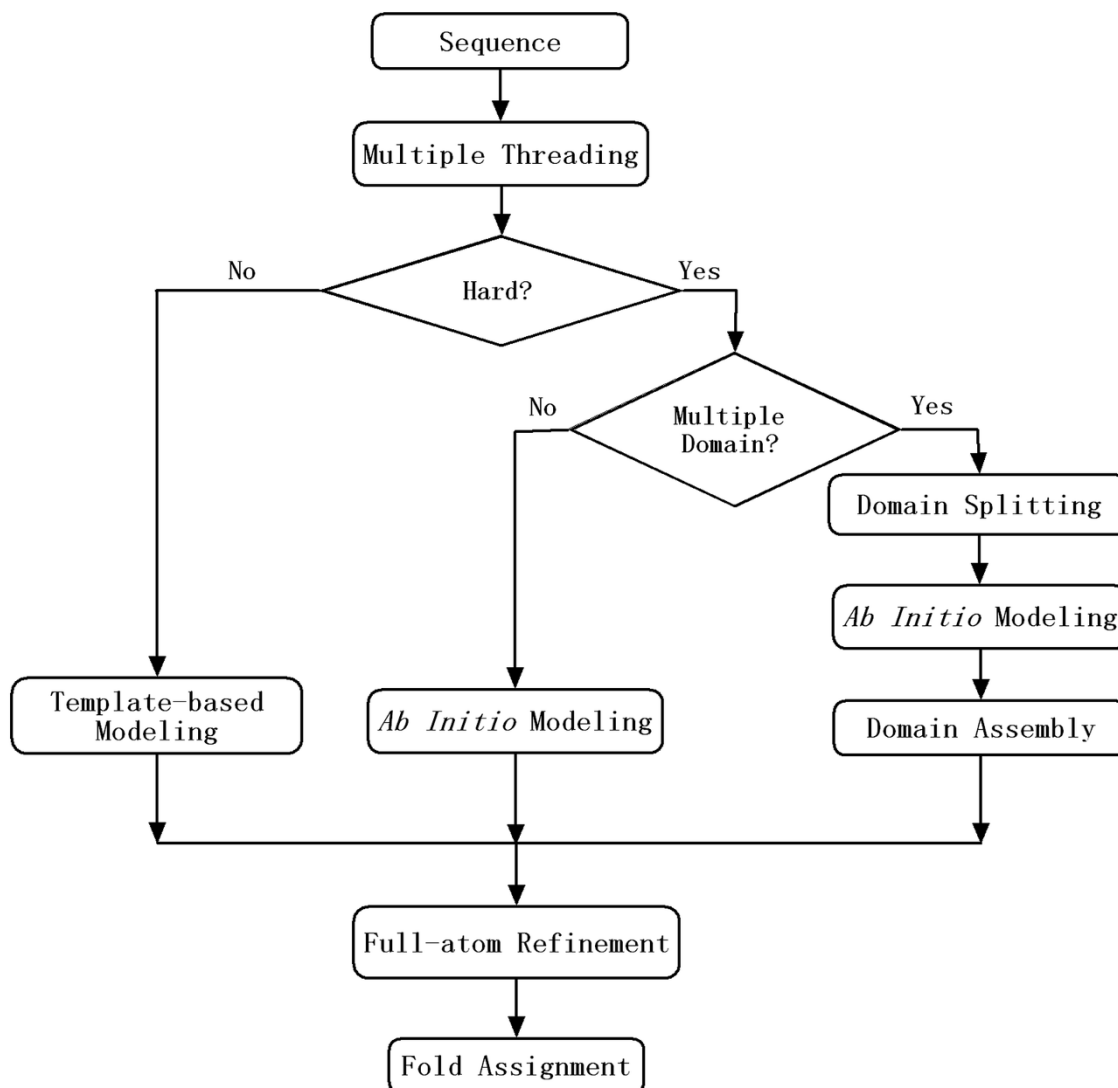 Sequence
Multiple Threading
No
Yes
Hard?
No
Yes
Multiple
Domain?
Domain Splitting
Ab Initio Modeling
Template-based
Modeling
Ab Initio Modeling
Domain Assembly
Full-atom Refinement
Fold Assignment